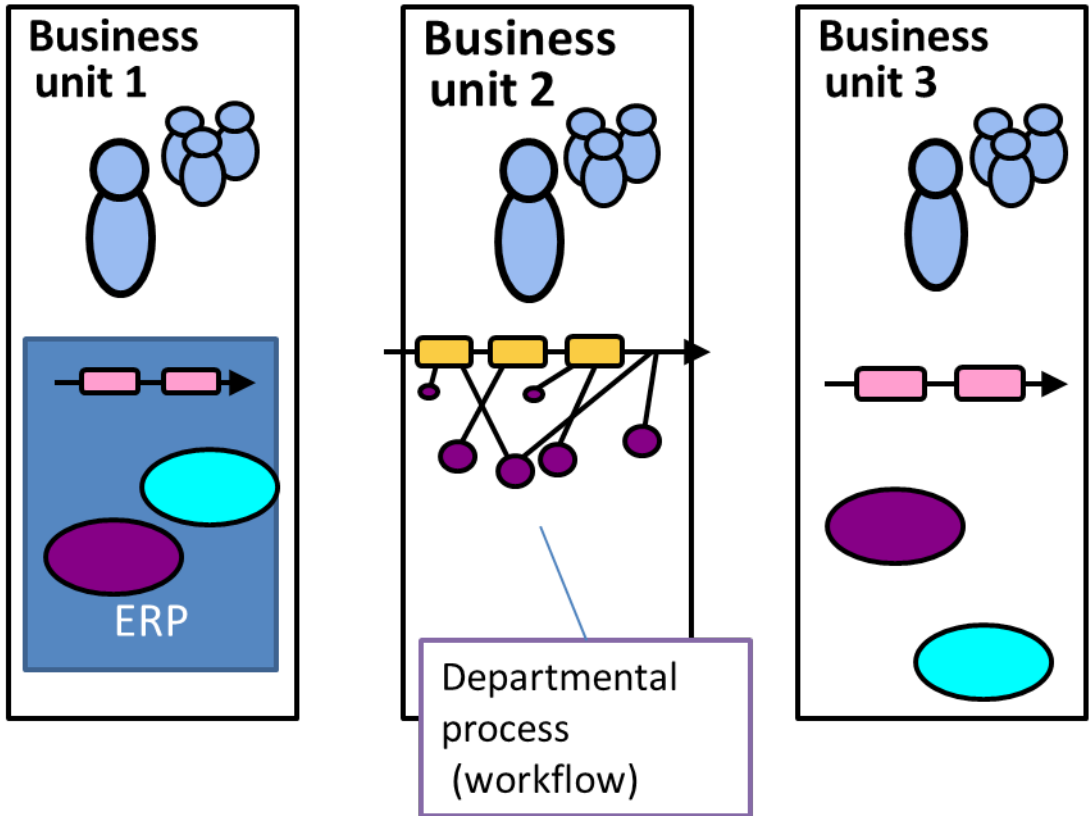 Business
unit 1
Business
unit 2
Business
unit 3
ERP
Departmental
process
(workflow)